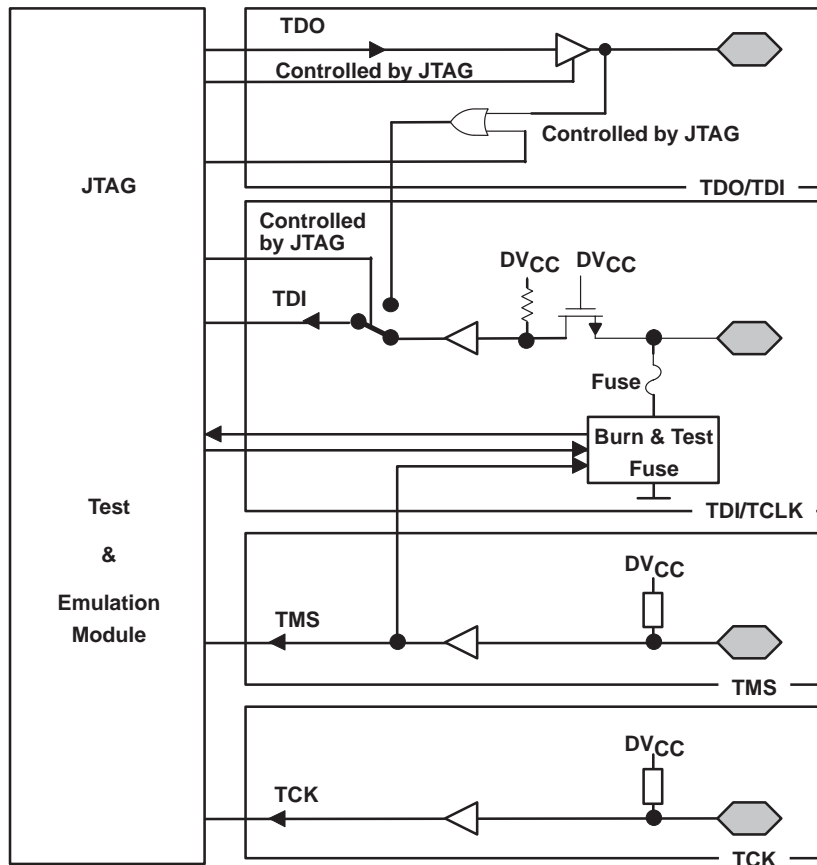 TDO
Controlled by JTAG
Controlled by JTAG
JTAG
TDO/TDI
Controlled
by JTAG
DVCC
DVCC
TDI
Fuse
Burn & Test
Fuse
Test
&
Emulation
Module
TDI/TCLK
DVCC
TMS
TMS
DVCC
TCK
TCK